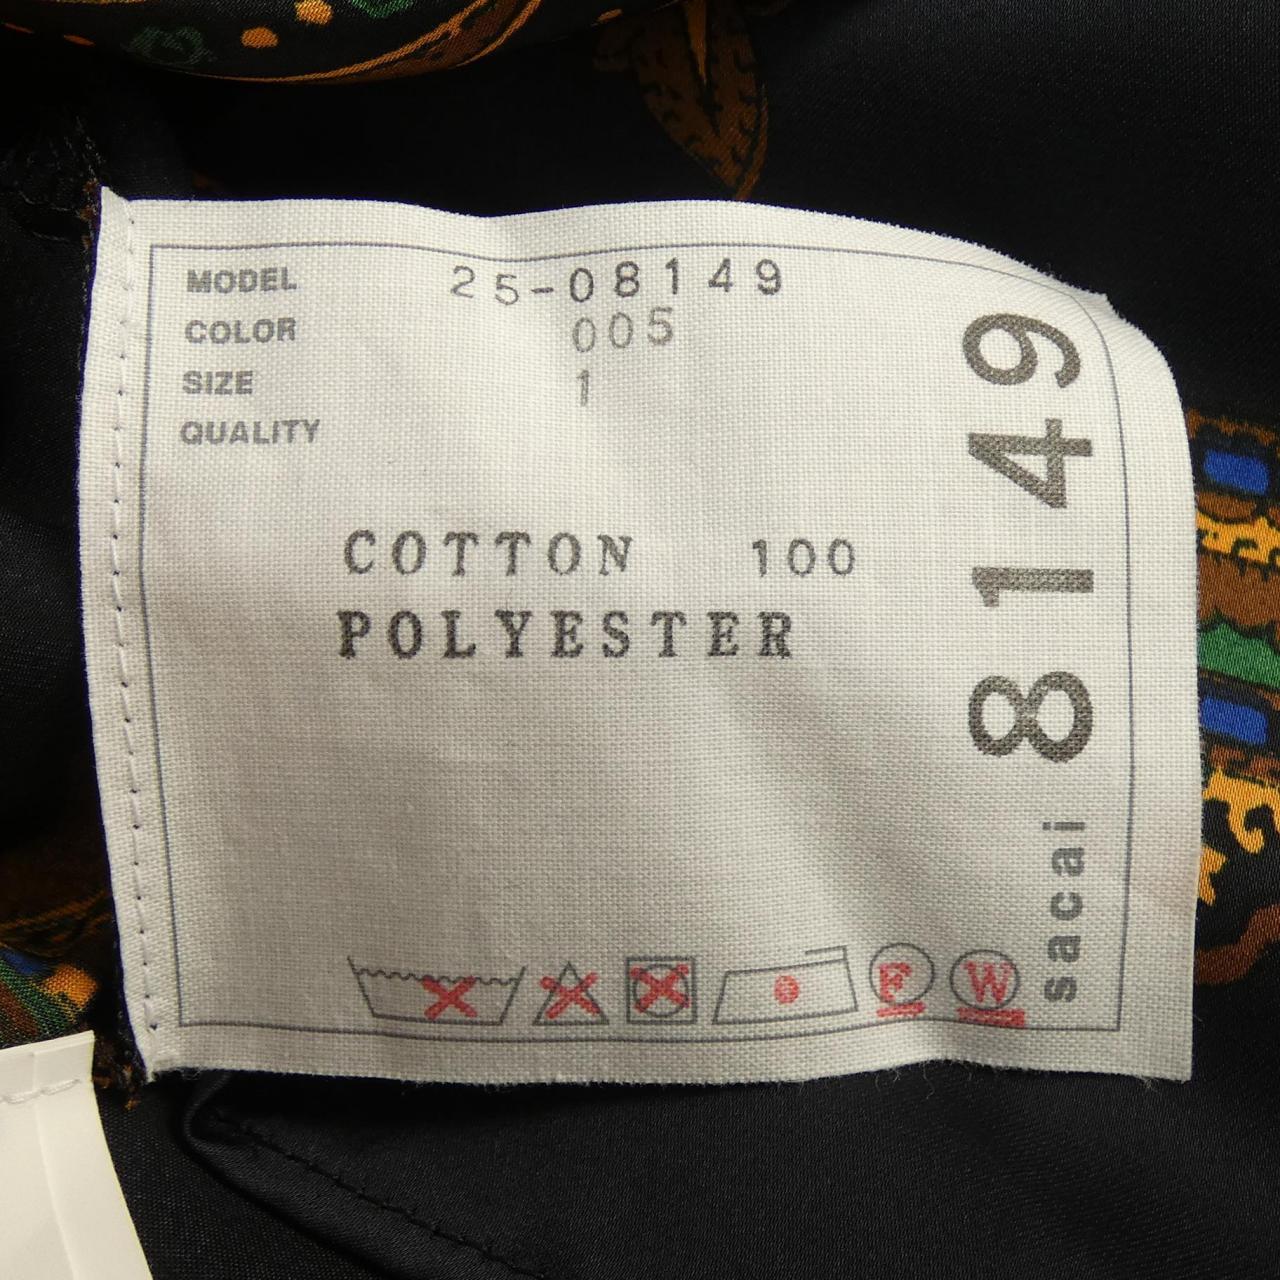 MODEL 25-08149
COLOR 005
SIZE 1
QUALITY
COTTON 100
POLYESTER
F W
sacai 8149